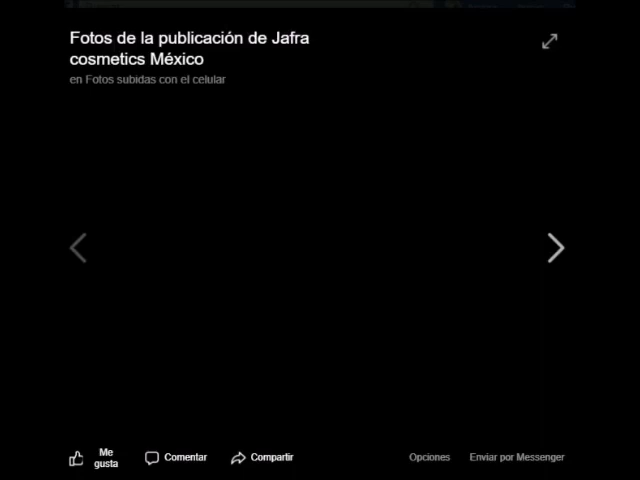 Fotos de la publicación de Jafra
cosmetics México
en Fotos subidas con el celular
Me
gusta
Comentar
Compartir
Opciones
Enviar por Messenger